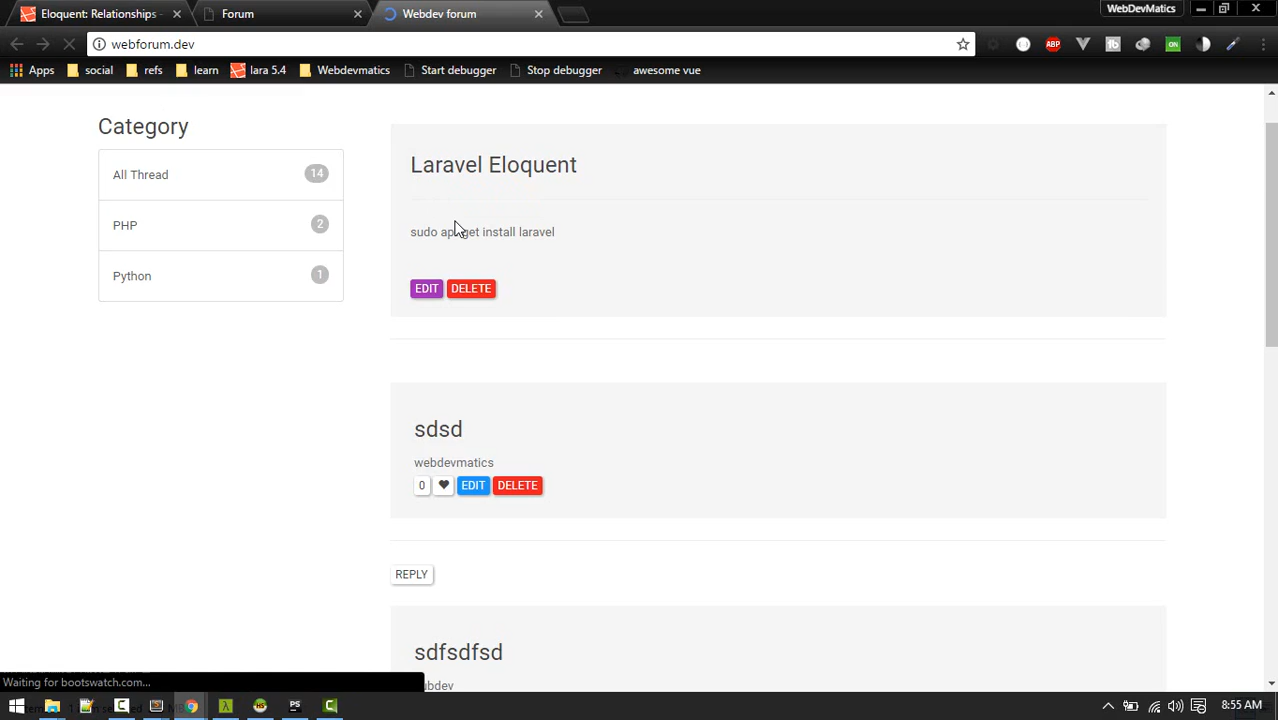 Eloquent: Relationships -
Forum
Webdev forum
WebDevMatics
webforum.dev
ABP
ON
Apps
social
refs
learn
lara 5.4
Webdevmatics
Start debugger
Stop debugger
awesome vue
Category
All Thread 14
PHP 2
Python 1
Laravel Eloquent
sudo apt-get install laravel
EDIT DELETE
sdsd
webdevmatics
0 EDIT DELETE
REPLY
sdfsdfsd
Waiting for bootswatch.com...
8:55 AM